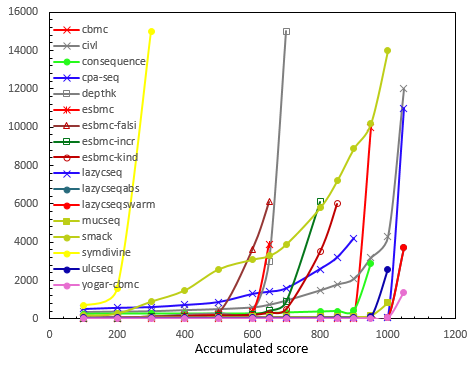 16000
14000
12000
10000
8000
6000
4000
2000
0
cbmc
civl
consequence
cpa-seq
depthk
esbmc
esbmc-falsi
esbmc-incr
esbmc-kind
lazycseq
lazycseqabs
lazycseqswarm
mucseq
smack
symdivine
ulcseq
yogar-cbmc
0 200 400 600 800 1000 1200
Accumulated score